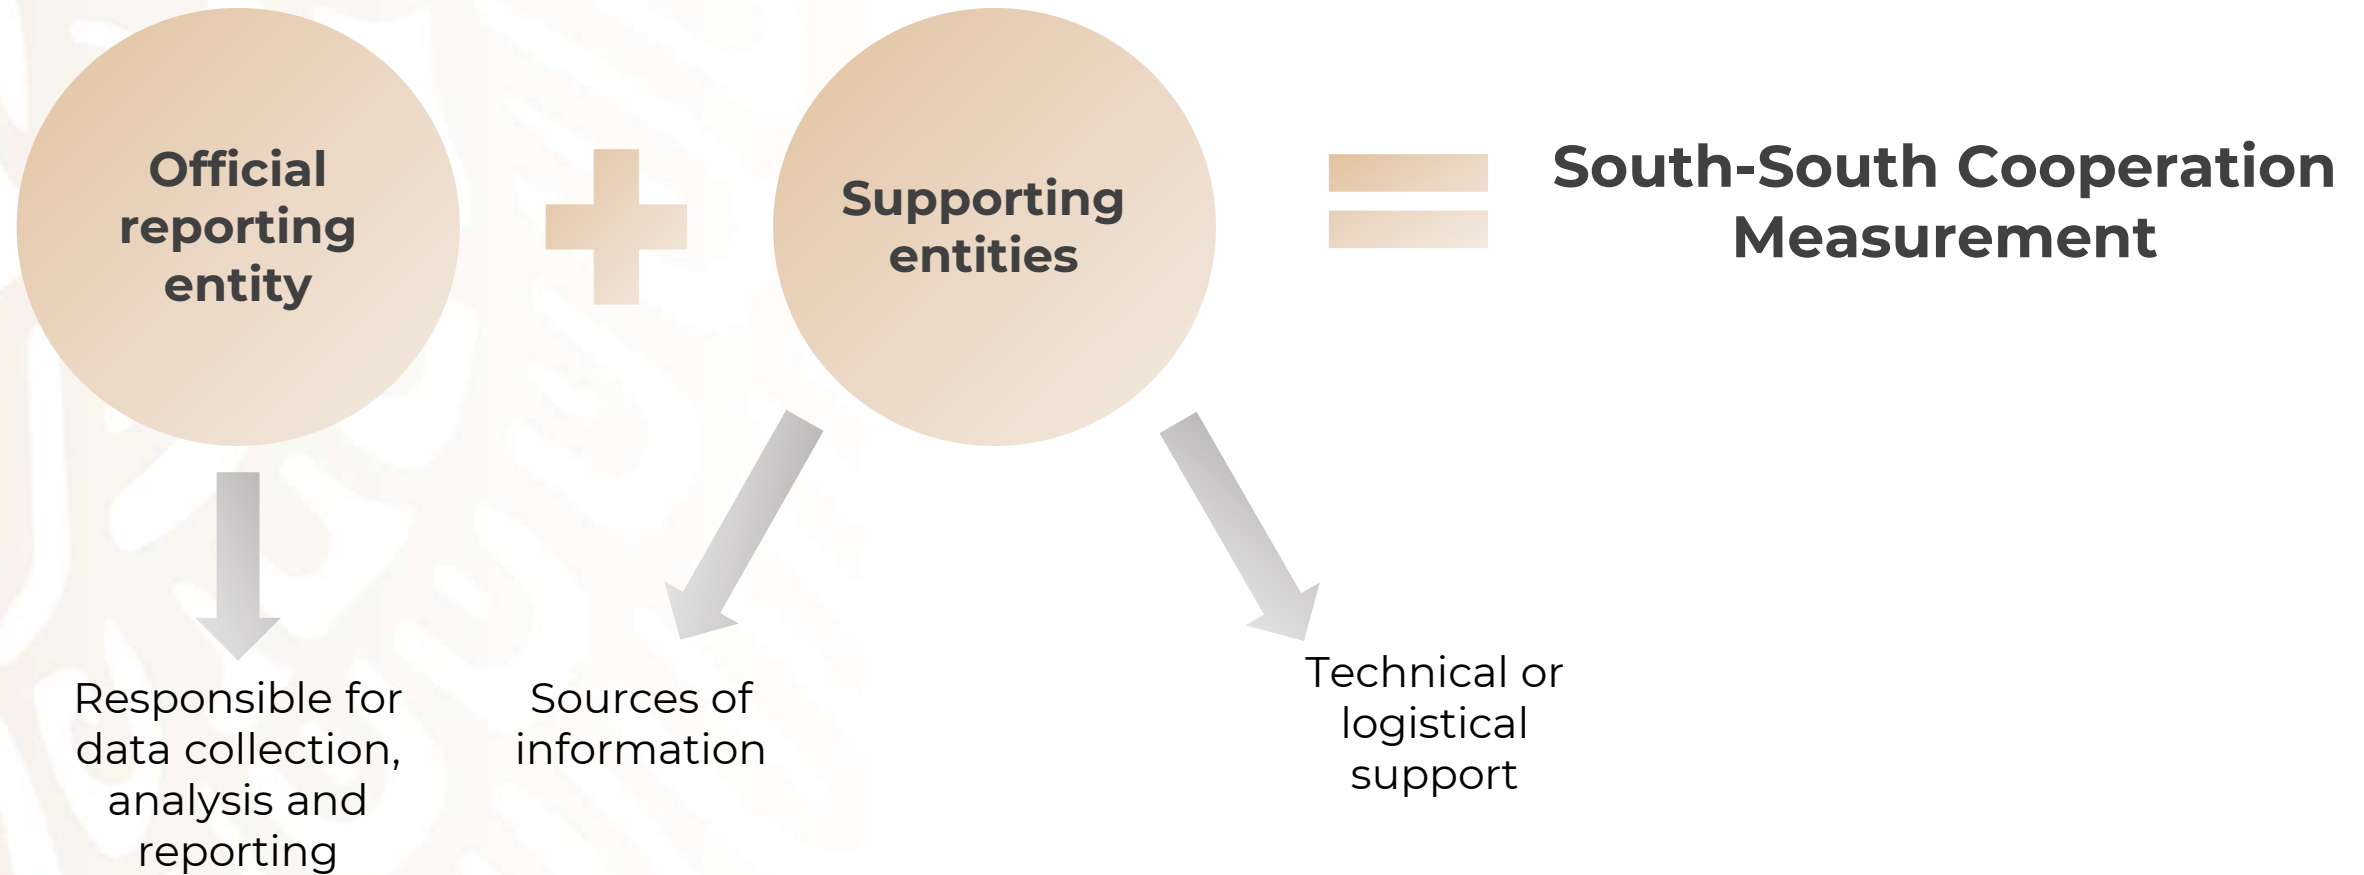 Official
reporting
entity
Supporting
entities
South-South Cooperation
Measurement
Responsible for
data collection,
analysis and
reporting
Sources of
information
Technical or
logistical
support